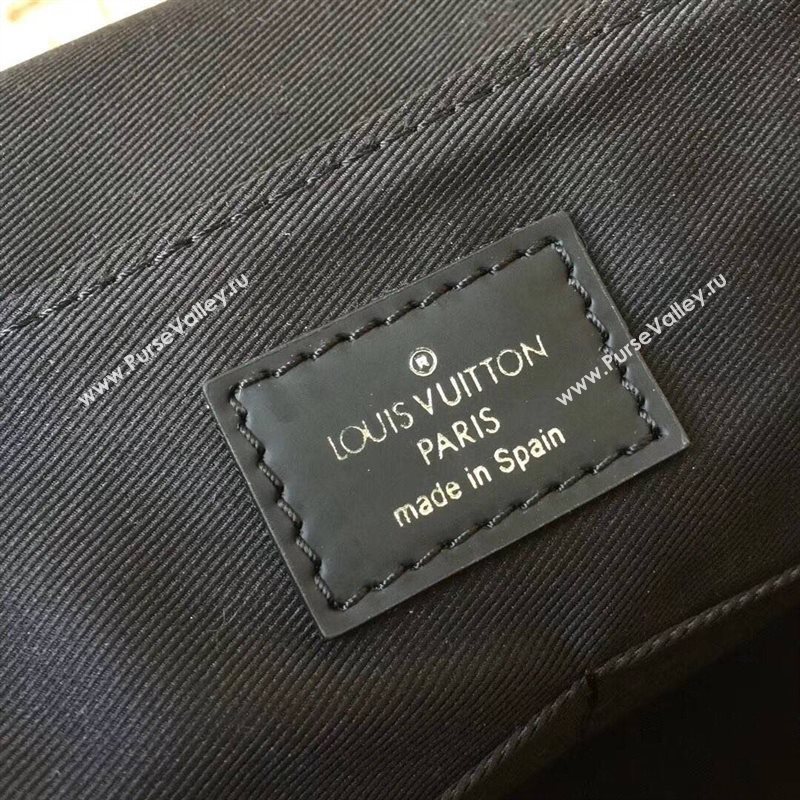 ® LOUIS VUITTON
PARIS
made in Spain
www.PurseValley.ru
www.PurseValley.ru